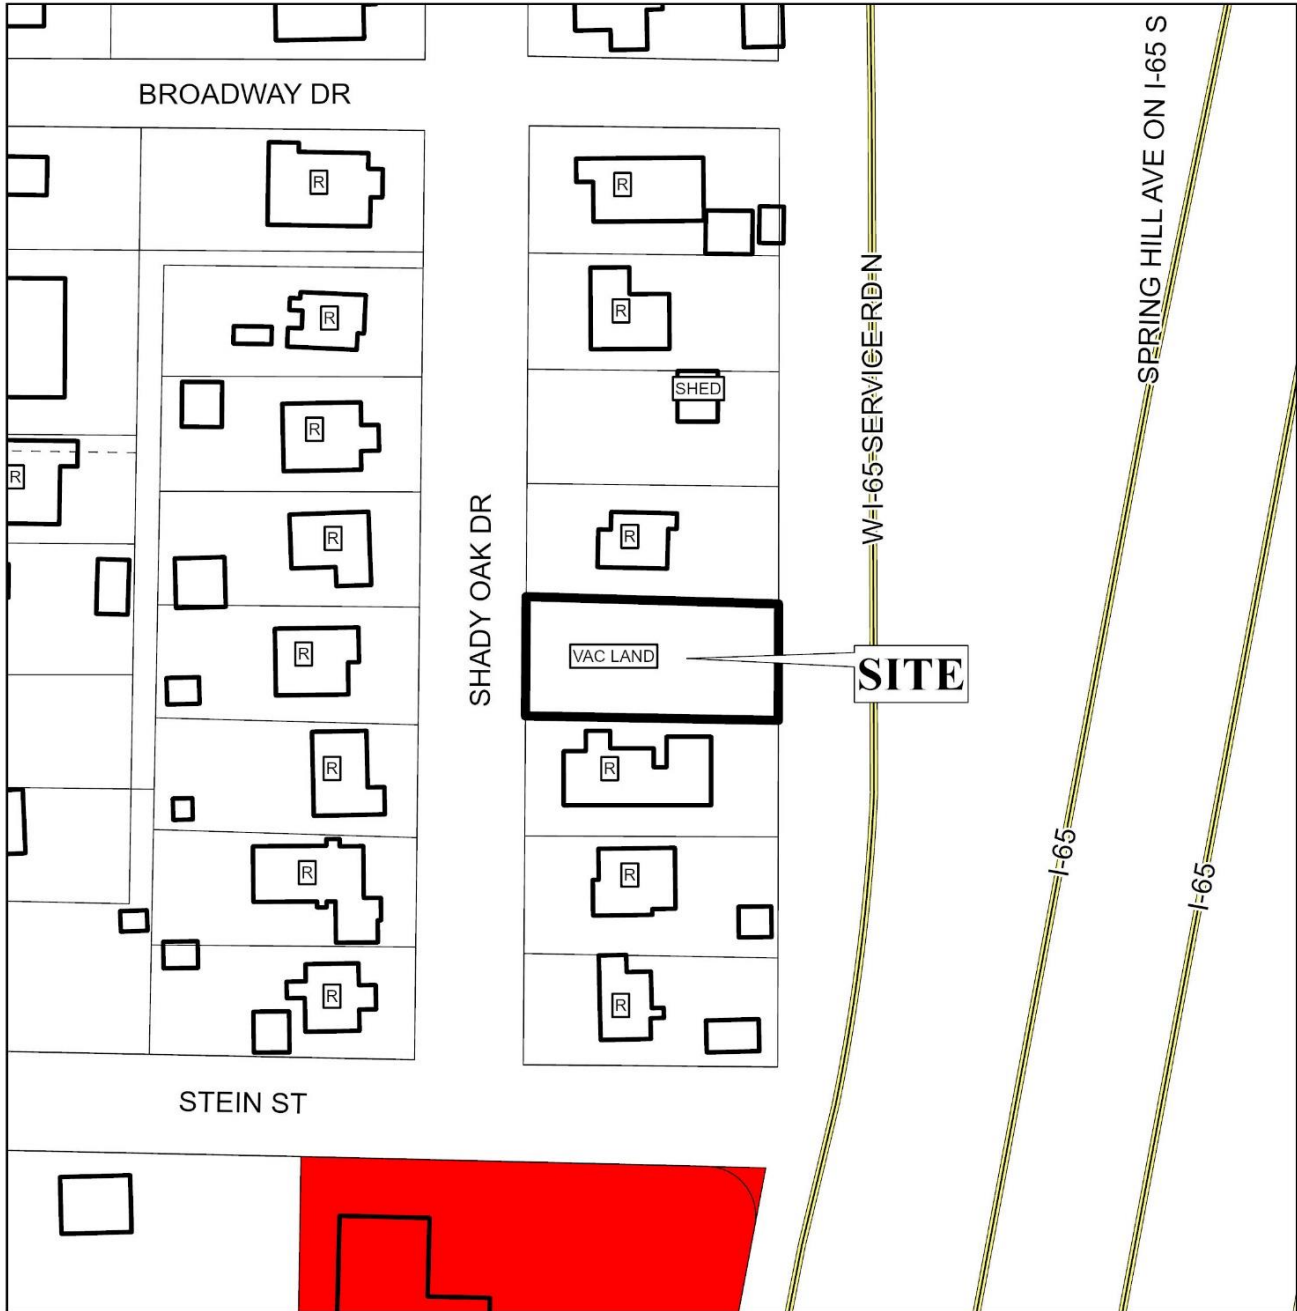 BROADWAY DR
SPRING HILL AVE ON I-65 S
R
R
R
R
W-I-65-SERVICE-RD-N
SHED
R
R
R
R
SHADY OAK DR
R
VAC LAND
SITE
R
R
R
I-65
R
R
I-65
R
R
STEIN ST